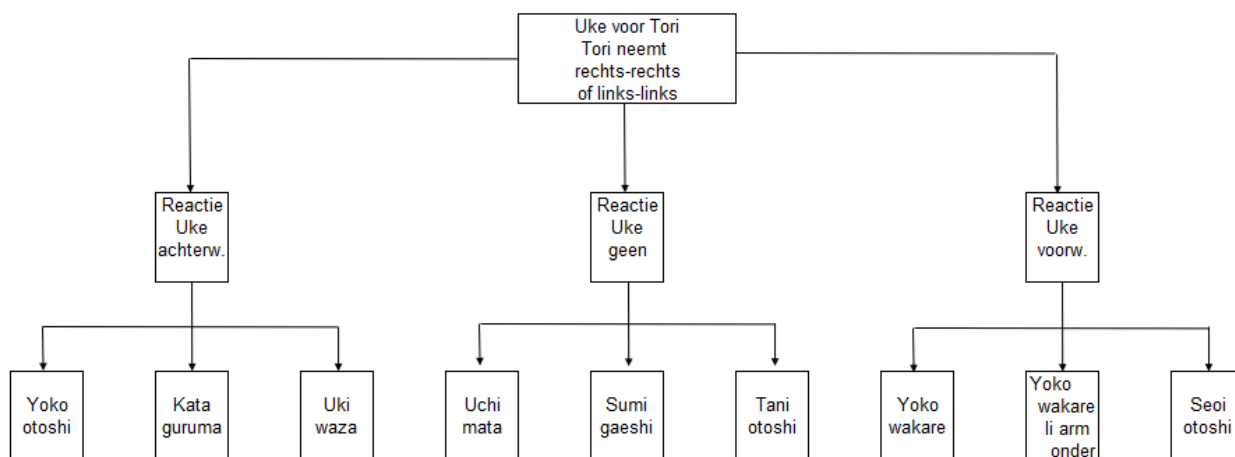 Uke voor Tori
Tori neemt
rechts-rechts
of links-links
Reactie
Uke
achterw.
Reactie
Uke
geen
Reactie
Uke
voorw.
Yoko
otoshi
Kata
guruma
Uki
waza
Uchi
mata
Sumi
gaeshi
Tani
otoshi
Yoko
wakare
Yoko
wakare
li arm
onder
Seoi
otoshi